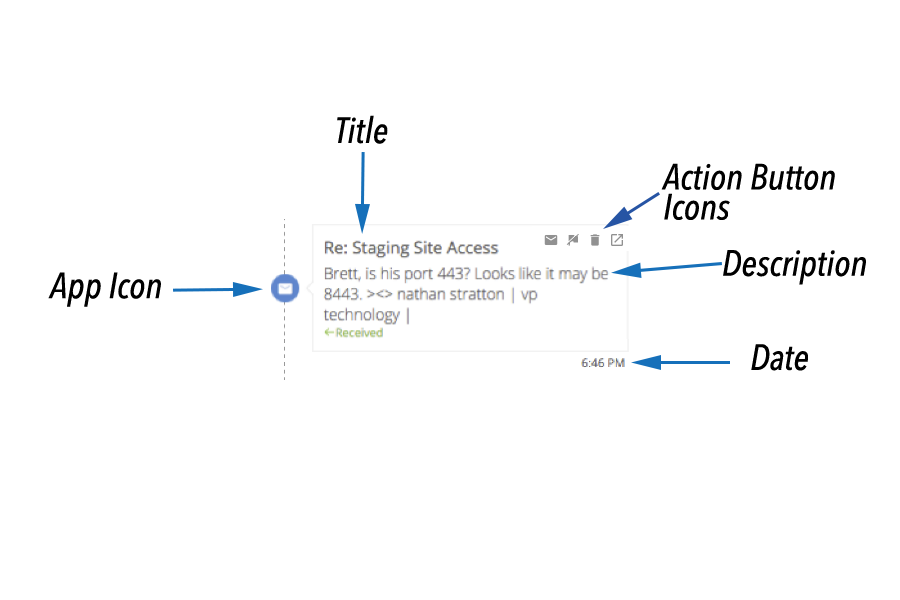 Title
Action Button
Icons
Re: Staging Site Access
Brett, is his port 443? Looks like it may be
8443. ><> nathan stratton | vp
technology |
←Received
Description
App Icon
6:46 PM
Date